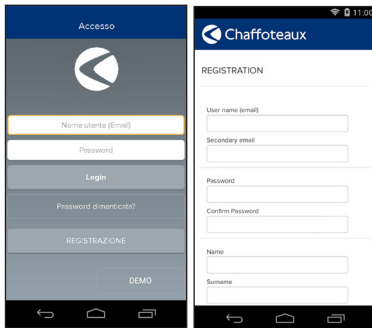 Accesso
Nome utente (Email)
Password
Login
Password dimenticata?
REGISTRAZIONE
DEMO
11:00
Chaffoteaux
REGISTRATION
User name (email)
Secondary email
Password
Confirm Password
Name
Surname